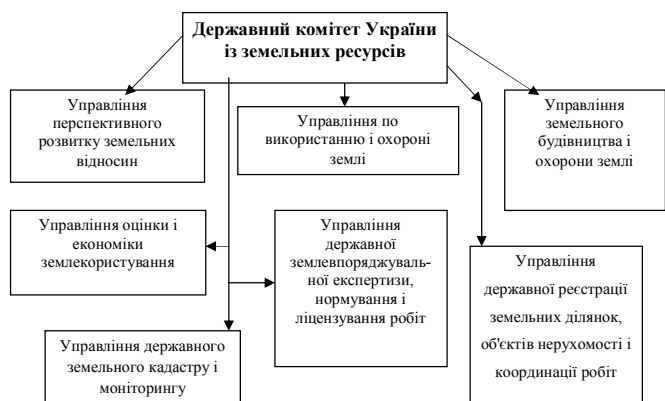 Державний комітет України
із земельних ресурсів
Управління
перспективного
розвитку земельних
відносин
Управління по
використанню і охороні
землі
Управління
земельного
будівництва і
охорони землі
Управління оцінки і
економіки
землекористування
Управління
державної
землевпоряджуваль-
ної експертизи,
нормування і
ліцензування робіт
Управління
державної реєстрації
земельних ділянок,
об'єктів нерухомості і
координації робіт
Управління державного
земельного кадастру і
моніторингу